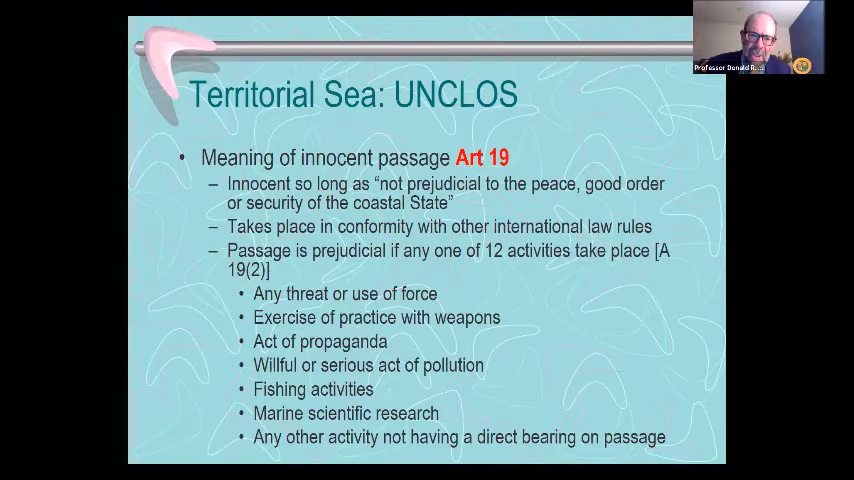 Professor Donald R. ...
Territorial Sea: UNCLOS
• Meaning of innocent passage Art 19
– Innocent so long as “not prejudicial to the peace, good order
or security of the coastal State”
– Takes place in conformity with other international law rules
– Passage is prejudicial if any one of 12 activities take place [A
19(2)]
• Any threat or use of force
• Exercise of practice with weapons
• Act of propaganda
• Willful or serious act of pollution
• Fishing activities
• Marine scientific research
• Any other activity not having a direct bearing on passage